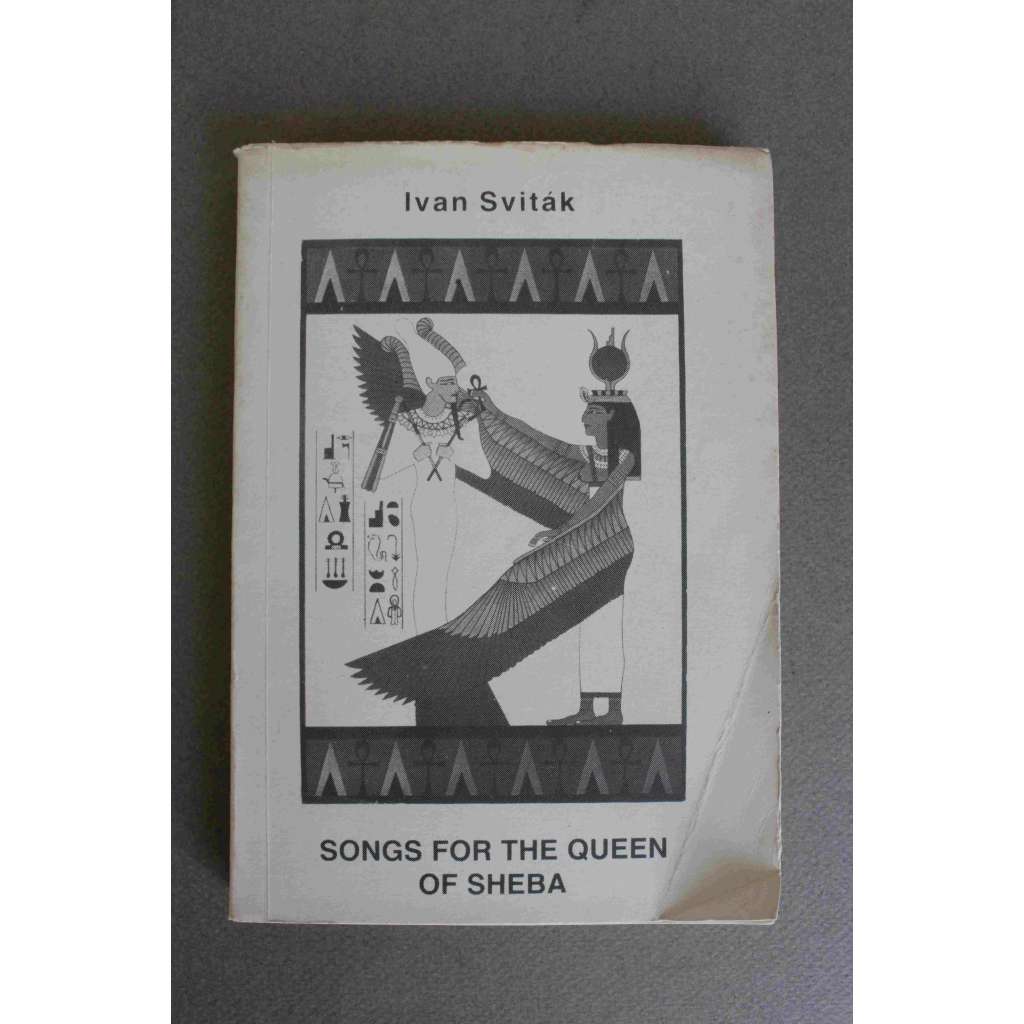 Ivan Sviták
SONGS FOR THE QUEEN
OF SHEBA